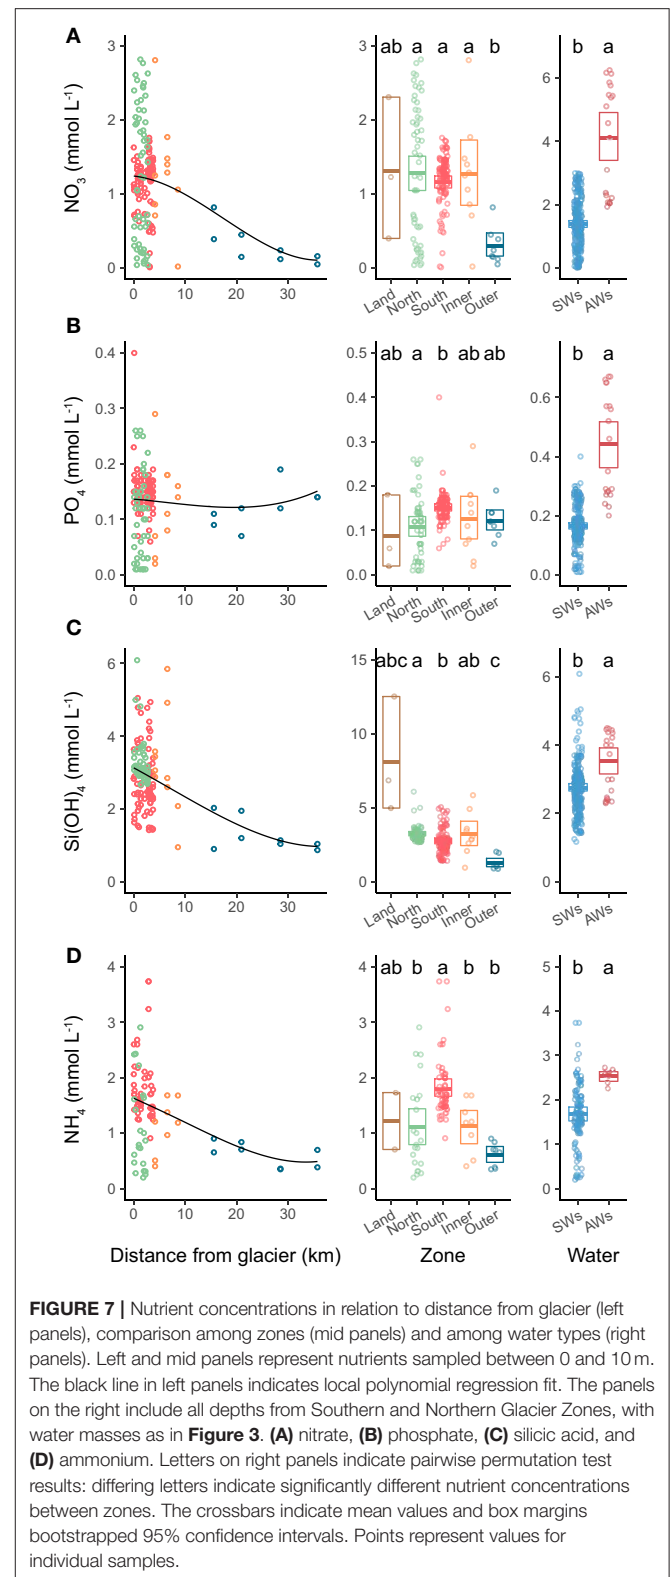 A
NO3 (mmol L-1)
3
2
1
0
0 10 20 30
3
2
1
0
ab a a a b
Land North South Inner Outer
6
4
2
0
b a
SWs AWs
B
PO4 (mmol L-1)
0.4
0.3
0.2
0.1
0.0
0 10 20 30
0.5
0.4
0.3
0.2
0.1
0.0
ab a b ab ab
Land North South Inner Outer
0.6
0.4
0.2
0.0
b a
SWs AWs
C
Si(OH)4 (mmol L-1)
6
4
2
0
0 10 20 30
15
10
5
0
abc a b ab c
Land North South Inner Outer
6
4
2
0
b a
SWs AWs
D
NH4 (mmol L-1)
4
3
2
1
0
0 10 20 30
4
3
2
1
0
ab b a b b
Land North South Inner Outer
5
4
3
2
1
0
b a
SWs AWs
Distance from glacier (km) Zone Water
FIGURE 7 | Nutrient concentrations in relation to distance from glacier (left
panels), comparison among zones (mid panels) and among water types (right
panels). Left and mid panels represent nutrients sampled between 0 and 10 m.
The black line in left panels indicates local polynomial regression fit. The panels
on the right include all depths from Southern and Northern Glacier Zones, with
water masses as in Figure 3. (A) nitrate, (B) phosphate, (C) silicic acid, and
(D) ammonium. Letters on right panels indicate pairwise permutation test
results: differing letters indicate significantly different nutrient concentrations
between zones. The crossbars indicate mean values and box margins
bootstrapped 95% confidence intervals. Points represent values for
individual samples.